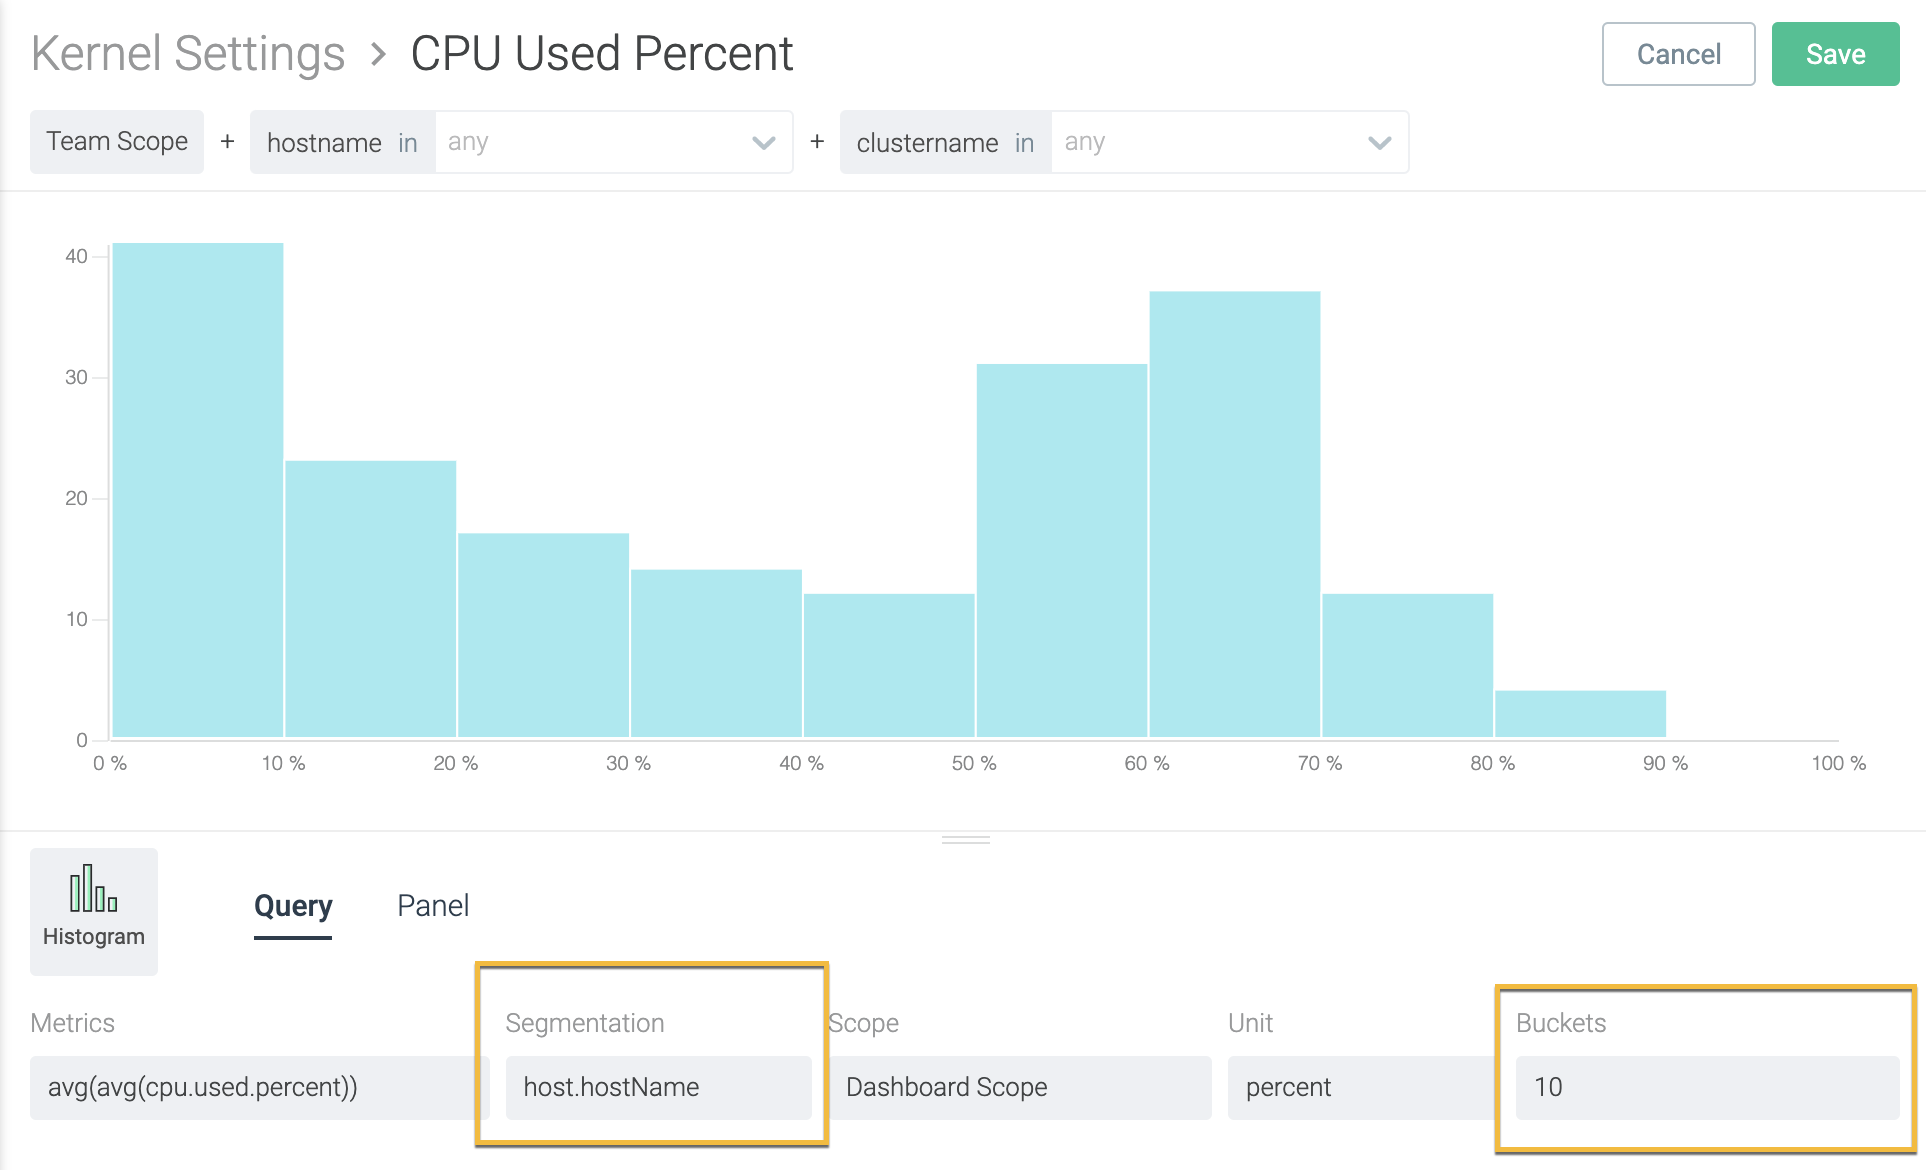 Kernel Settings > CPU Used Percent
Cancel
Save
Team Scope + hostname in any + clustername in any
40
30
20
10
0
0 % 10 % 20 % 30 % 40 % 50 % 60 % 70 % 80 % 90 % 100 %
Histogram
Query
Panel
Metrics
Segmentation
Scope
Unit
Buckets
avg(avg(cpu.used.percent))
host.hostName
Dashboard Scope
percent
10